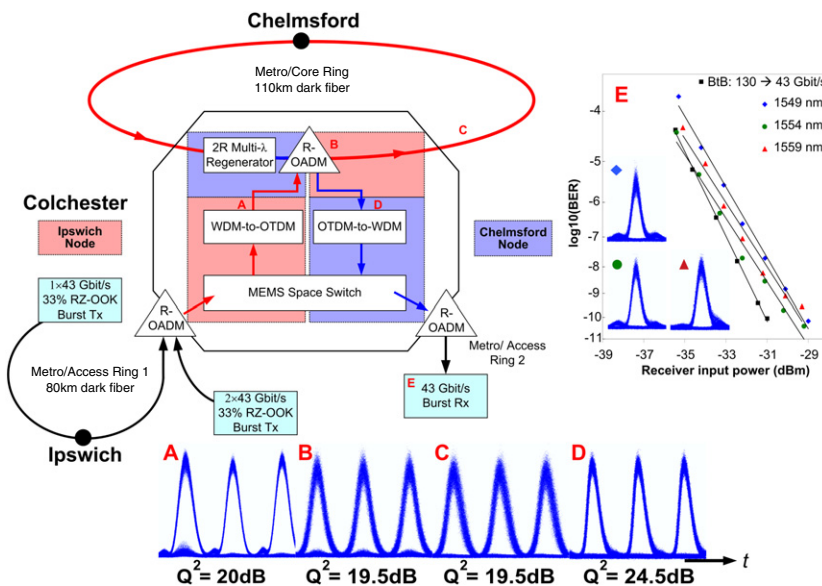 Chelmsford
Metro/Core Ring
110km dark fiber
C
2R Multi-λ
Regenerator
R-
OADM
B
A
D
Colchester
Ipswich
Node
WDM-to-OTDM
OTDM-to-WDM
Chelmsford
Node
MEMS Space Switch
1×43 Gbit/s
33% RZ-OOK
Burst Tx
R-
OADM
R-
OADM
Metro/ Access
Ring 2
Metro/Access Ring 1
80km dark fiber
2×43 Gbit/s
33% RZ-OOK
Burst Tx
E
43 Gbit/s
Burst Rx
Ipswich
E
BtB: 130 → 43 Gbit/s
1549 nm
1554 nm
1559 nm
log10(BER)
-4
-5
-6
-7
-8
-9
-10
-11
-39
-37
-35
-33
-31
-29
Receiver input power (dBm)
A
B
C
D
t
Q²= 20dB
Q²= 19.5dB
Q²= 19.5dB
Q²= 24.5dB